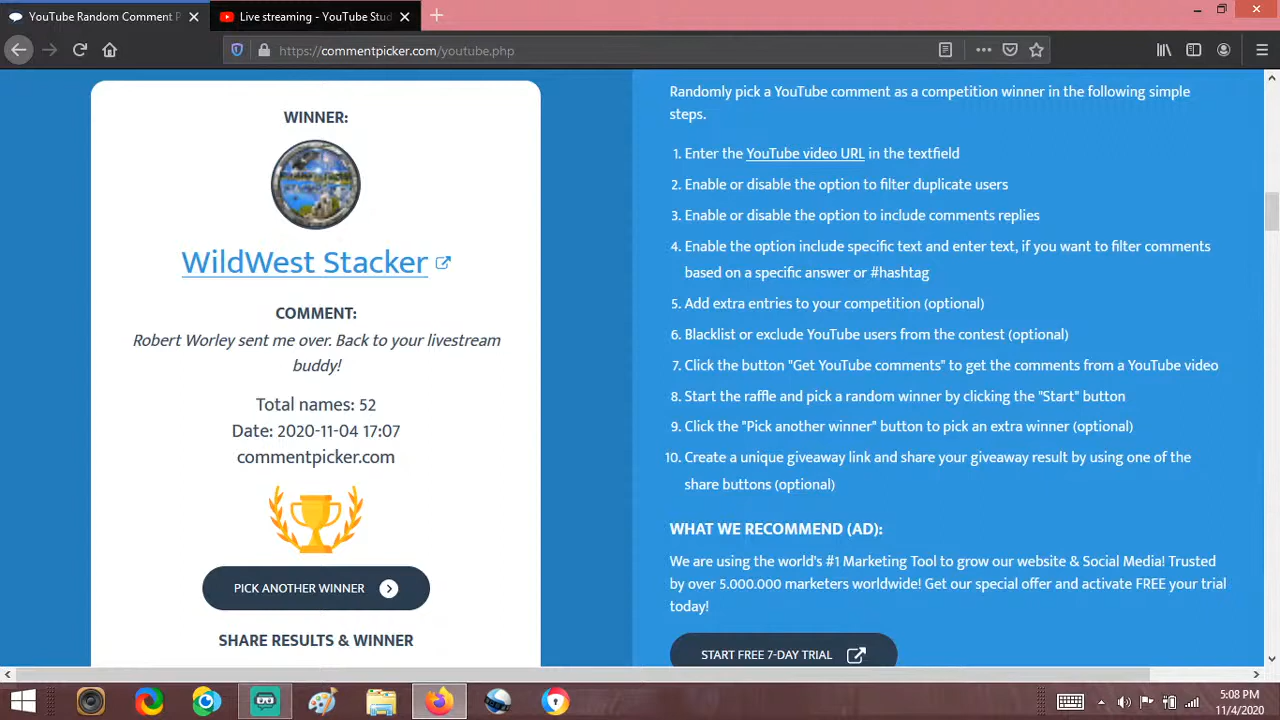 YouTube Random Comment P
Live streaming - YouTube Stud
https://commentpicker.com/youtube.php
WINNER:
WildWest Stacker
COMMENT:
Robert Worley sent me over. Back to your livestream
buddy!
Total names: 52
Date: 2020-11-04 17:07
commentpicker.com
PICK ANOTHER WINNER
SHARE RESULTS & WINNER
Randomly pick a YouTube comment as a competition winner in the following simple
steps.
1. Enter the YouTube video URL in the textfield
2. Enable or disable the option to filter duplicate users
3. Enable or disable the option to include comments replies
4. Enable the option include specific text and enter text, if you want to filter comments
based on a specific answer or #hashtag
5. Add extra entries to your competition (optional)
6. Blacklist or exclude YouTube users from the contest (optional)
7. Click the button "Get YouTube comments" to get the comments from a YouTube video
8. Start the raffle and pick a random winner by clicking the "Start" button
9. Click the "Pick another winner" button to pick an extra winner (optional)
10. Create a unique giveaway link and share your giveaway result by using one of the
share buttons (optional)
WHAT WE RECOMMEND (AD):
We are using the world's #1 Marketing Tool to grow our website & Social Media! Trusted
by over 5.000.000 marketers worldwide! Get our special offer and activate FREE your trial
today!
START FREE 7-DAY TRIAL
5:08 PM
11/4/2020